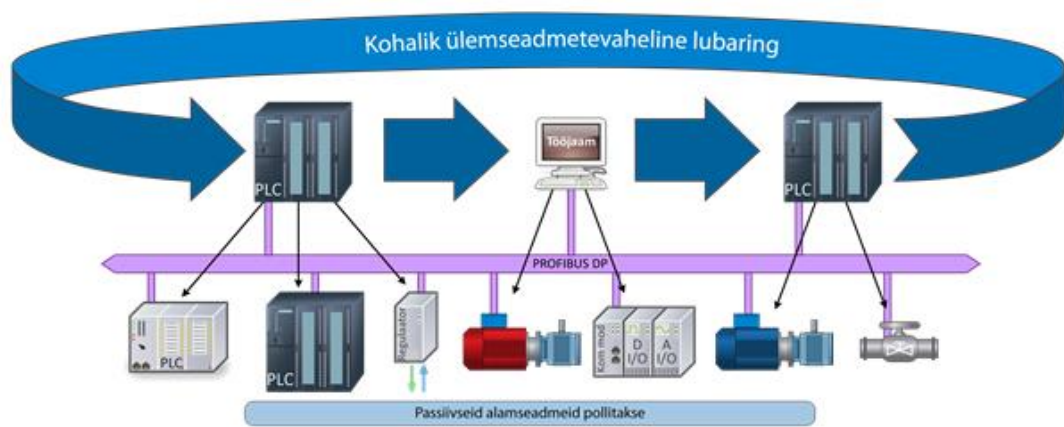 Kohalik ülemseadmetevaheline lubaring
PLC
Tööjaam
PLC
PROFIBUS DP
PLC
PLC
Regulaator
Kom mod
D
I/O
A
I/O
Passiivseid alamseadmeid pollitakse